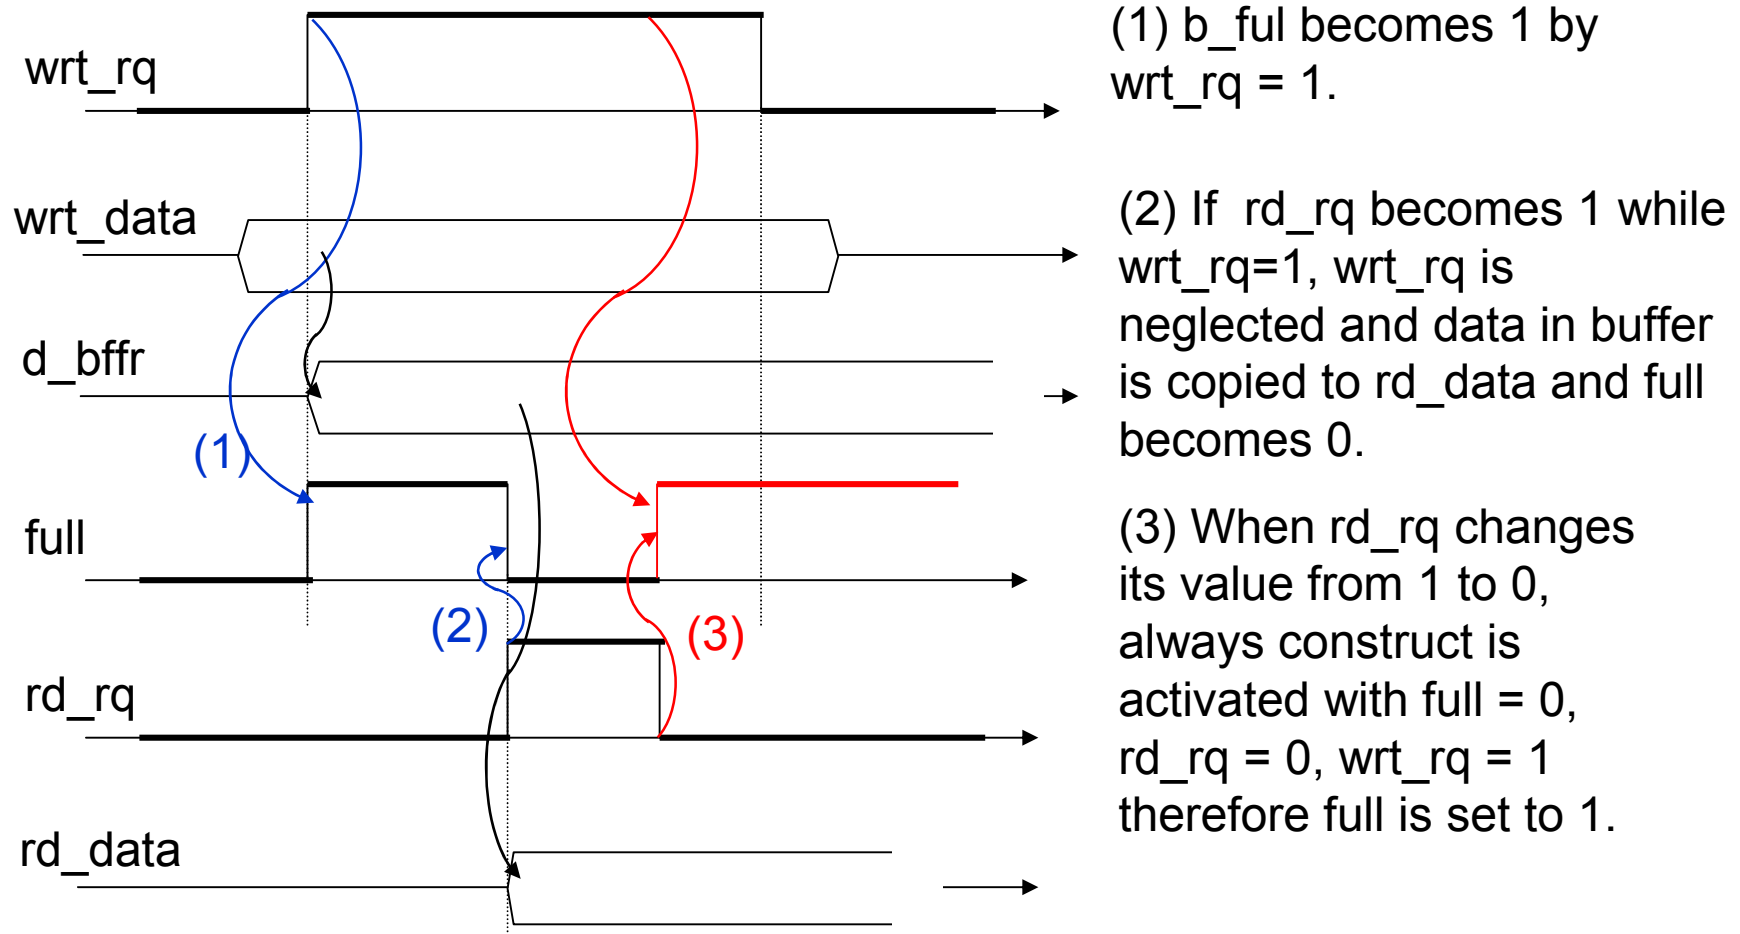 wrt_rq
wrt_data
d_bffr
(1)
full
(2)
(3)
rd_rq
rd_data
(1) b_ful becomes 1 by
wrt_rq = 1.
(2) If rd_rq becomes 1 while
wrt_rq=1, wrt_rq is
neglected and data in buffer
is copied to rd_data and full
becomes 0.
(3) When rd_rq changes
its value from 1 to 0,
always construct is
activated with full = 0,
rd_rq = 0, wrt_rq = 1
therefore full is set to 1.